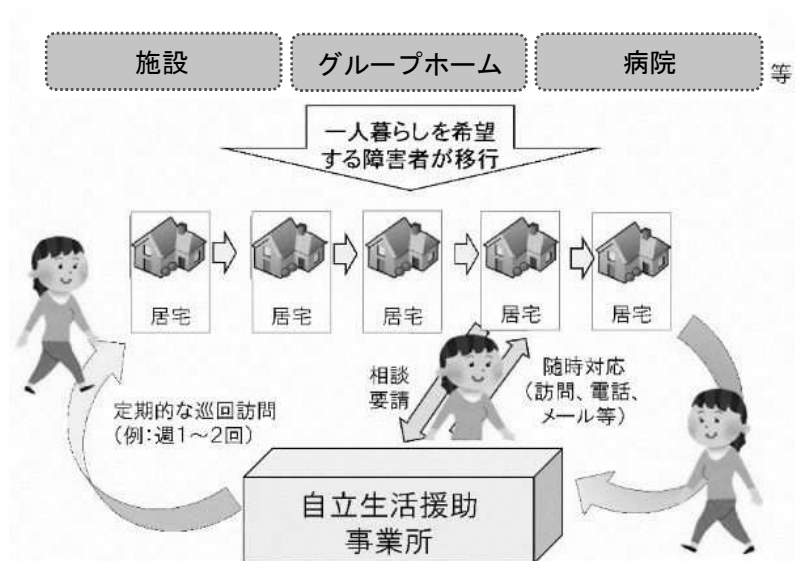 施設
グループホーム
病院
等
一人暮らしを希望
する障害者が移行
居宅
居宅
居宅
居宅
居宅
定期的な巡回訪問
(例:週1～2回)
相談
要請
随時対応
(訪問、電話、
メール等)
自立生活援助
事業所